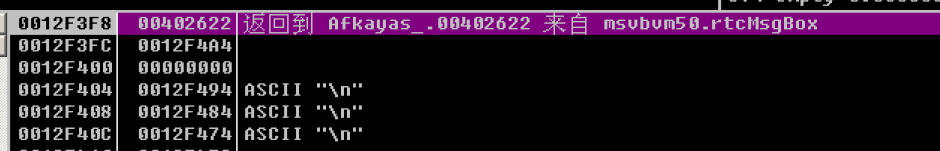 0012F3F8 00402622 返回到 Afkayas_.00402622 来自 msvbvm50.rtcMsgBox
0012F3FC 0012F4A4
0012F400 00000000
0012F404 0012F494 ASCII "\n"
0012F408 0012F484 ASCII "\n"
0012F40C 0012F474 ASCII "\n"